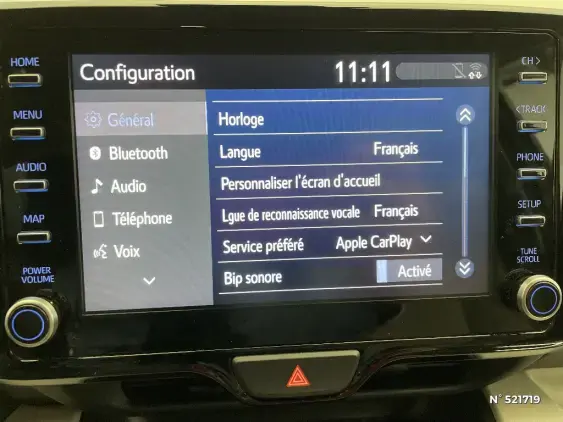 HOME
MENU
AUDIO
MAP
POWER
VOLUME
Configuration
11:11
Général
Bluetooth
Audio
Téléphone
Voix
Horloge
Langue Français
Personnaliser l'écran d'accueil
Lgue de reconnaissance vocale Français
Service préféré Apple CarPlay
Bip sonore Activé
CH >
< TRACK
PHONE
SETUP
TUNE
SCROLL
N° 521719